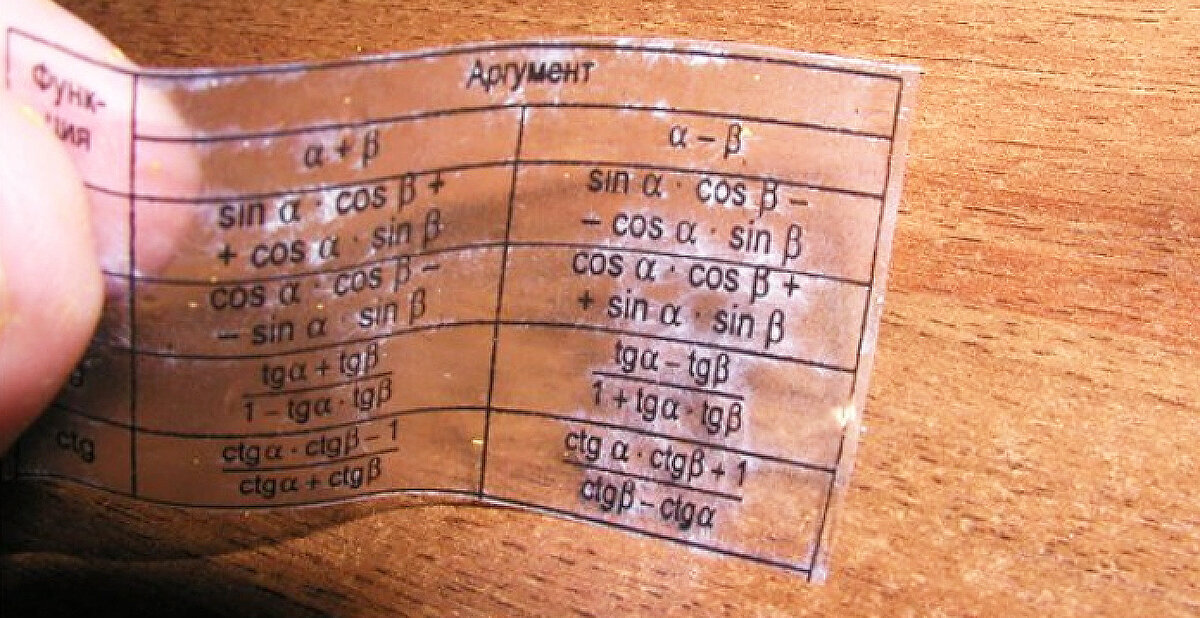 Функ-
ция
Аргумент
α + β
α − β
sin α · cos β +
+ cos α · sin β
sin α · cos β −
− cos α · sin β
cos α · cos β −
− sin α sin β
cos α · cos β +
+ sin α · sin β
tgα + tgβ
1 − tgα · tgβ
tgα − tgβ
1 + tgα · tgβ
ctg
ctgα · ctgβ − 1
ctgα + ctgβ
ctg α · ctgβ + 1
ctgβ − ctgα